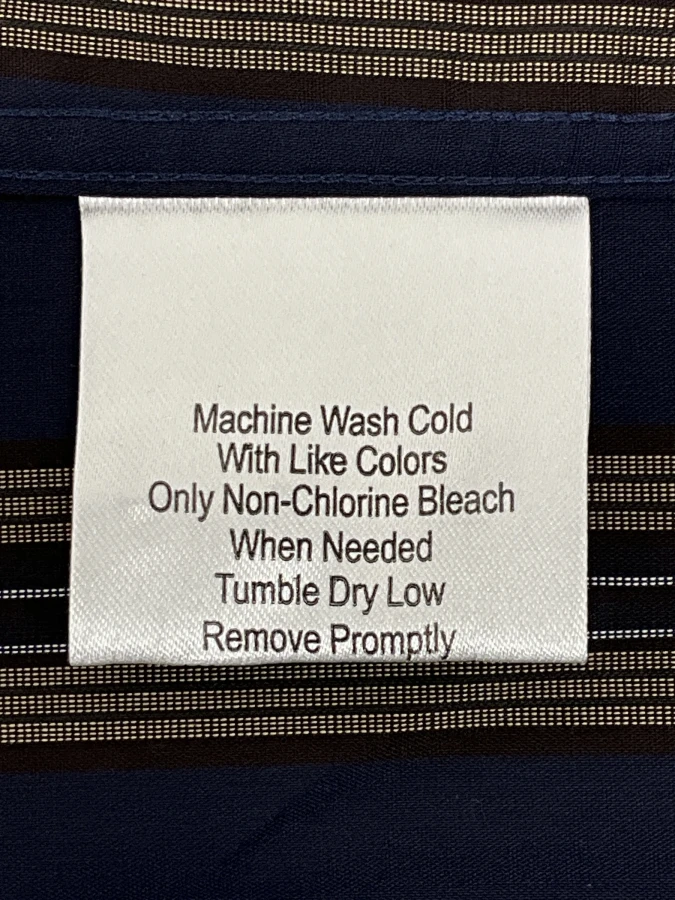 Machine Wash Cold
With Like Colors
Only Non-Chlorine Bleach
When Needed
Tumble Dry Low
Remove Promptly